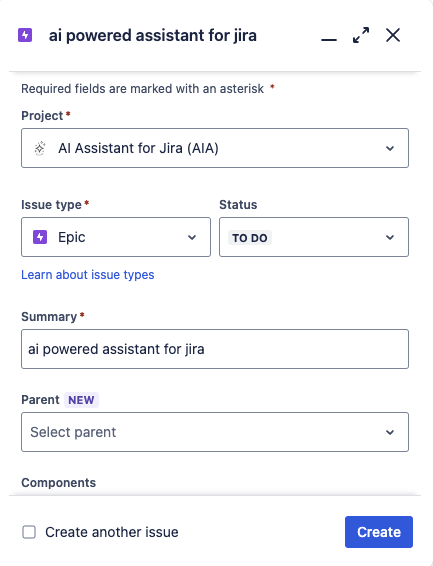 ai powered assistant for jira
Required fields are marked with an asterisk *
Project *
AI Assistant for Jira (AIA)
Issue type * Status
Epic TO DO
Learn about issue types
Summary *
ai powered assistant for jira
Parent NEW
Select parent
Components
Create another issue Create